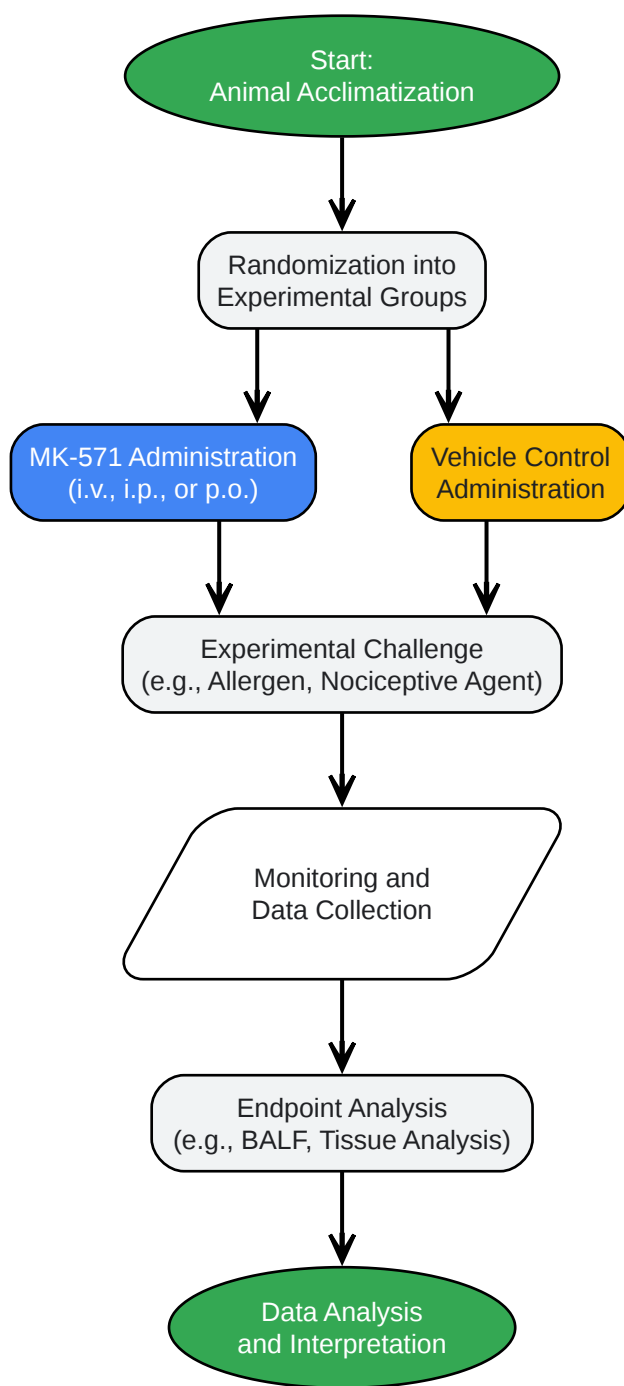 Start:
Animal Acclimatization
Randomization into
Experimental Groups
MK-571 Administration
(i.v., i.p., or p.o.)
Vehicle Control
Administration
Experimental Challenge
(e.g., Allergen, Nociceptive Agent)
Monitoring and
Data Collection
Endpoint Analysis
(e.g., BALF, Tissue Analysis)
Data Analysis
and Interpretation